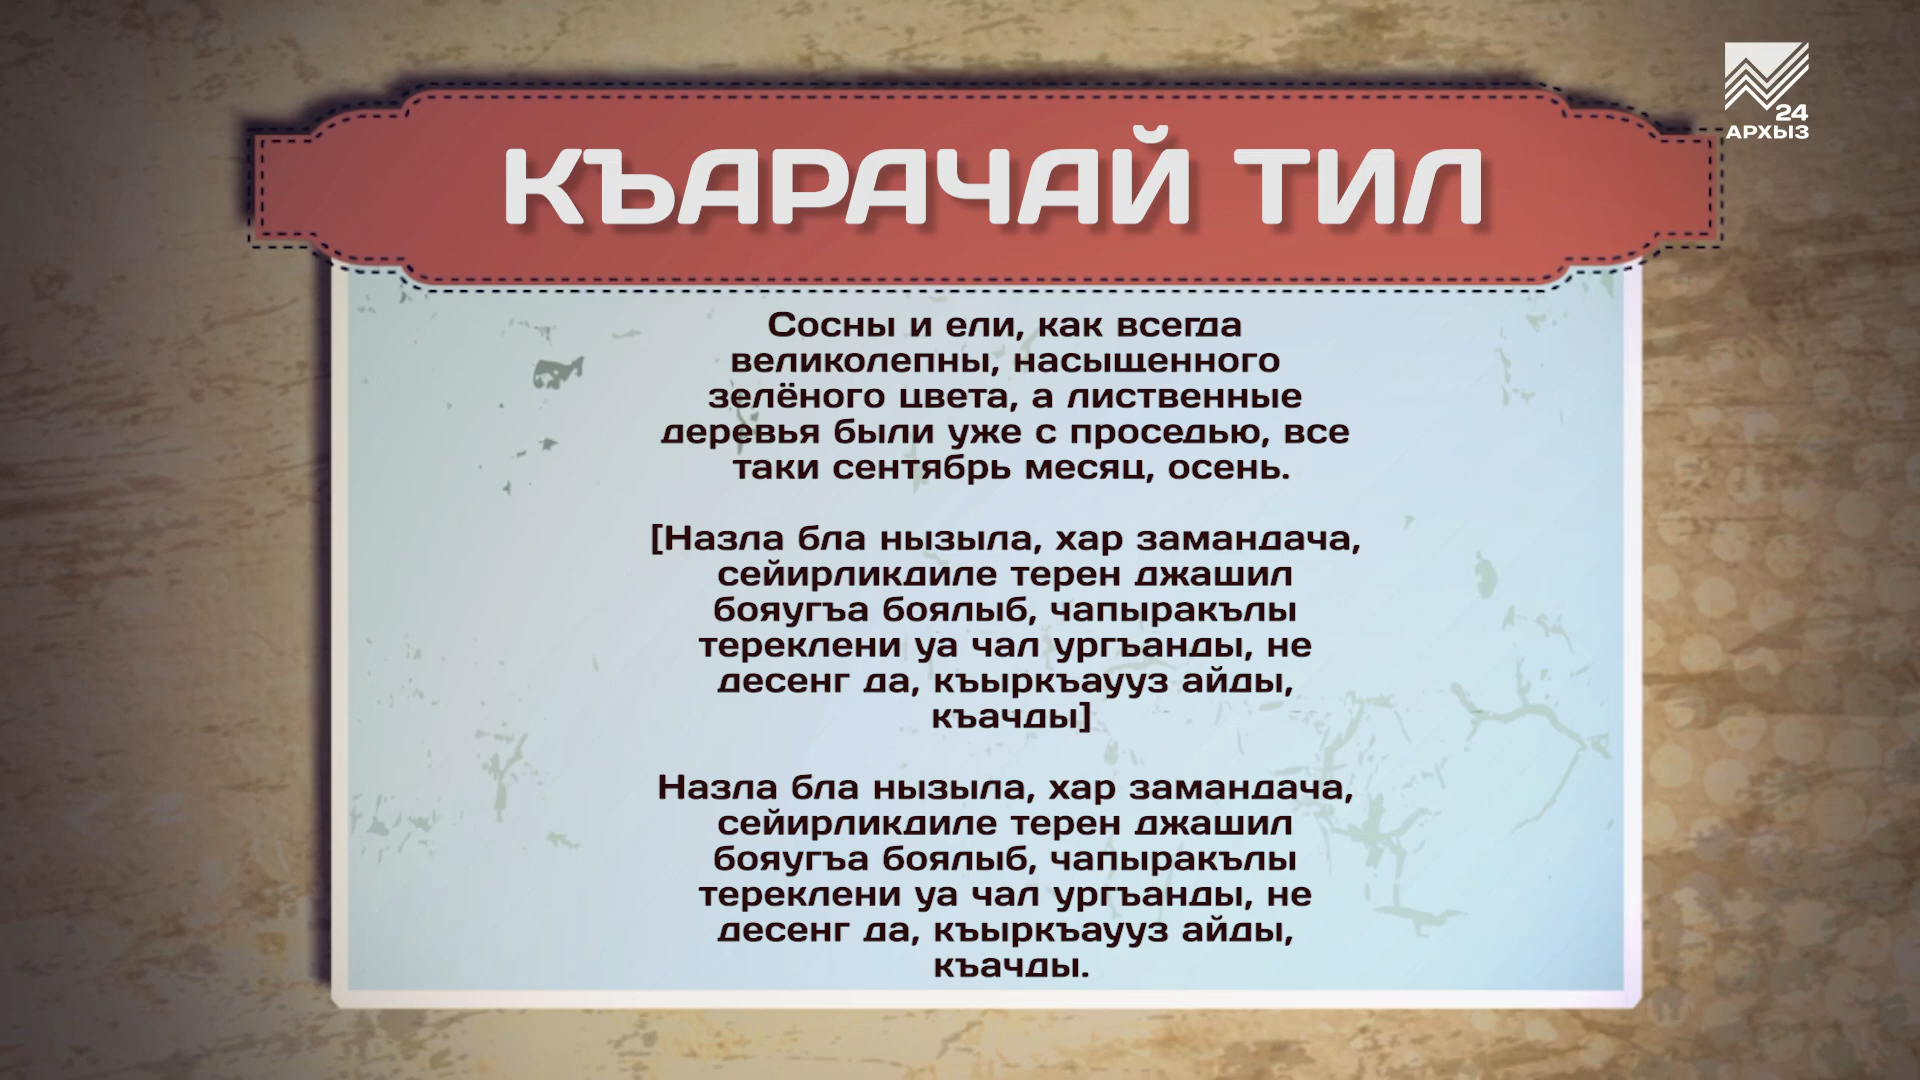 24
АРХЫЗ
КЪАРАЧАЙ ТИЛ
Сосны и ели, как всегда
великолепны, насыщенного
зелёного цвета, а лиственные
деревья были уже с проседью, все
таки сентябрь месяц, осень.
[Назла бла нызыла, хар замандача,
сейирликдиле терен джашил
бояугъа боялыб, чапыракълы
тереклени уа чал ургъанды, не
десенг да, къыркъаууз айды,
къачды]
Назла бла нызыла, хар замандача,
сейирликдиле терен джашил
бояугъа боялыб, чапыракълы
тереклени уа чал ургъанды, не
десенг да, къыркъаууз айды,
къачды.